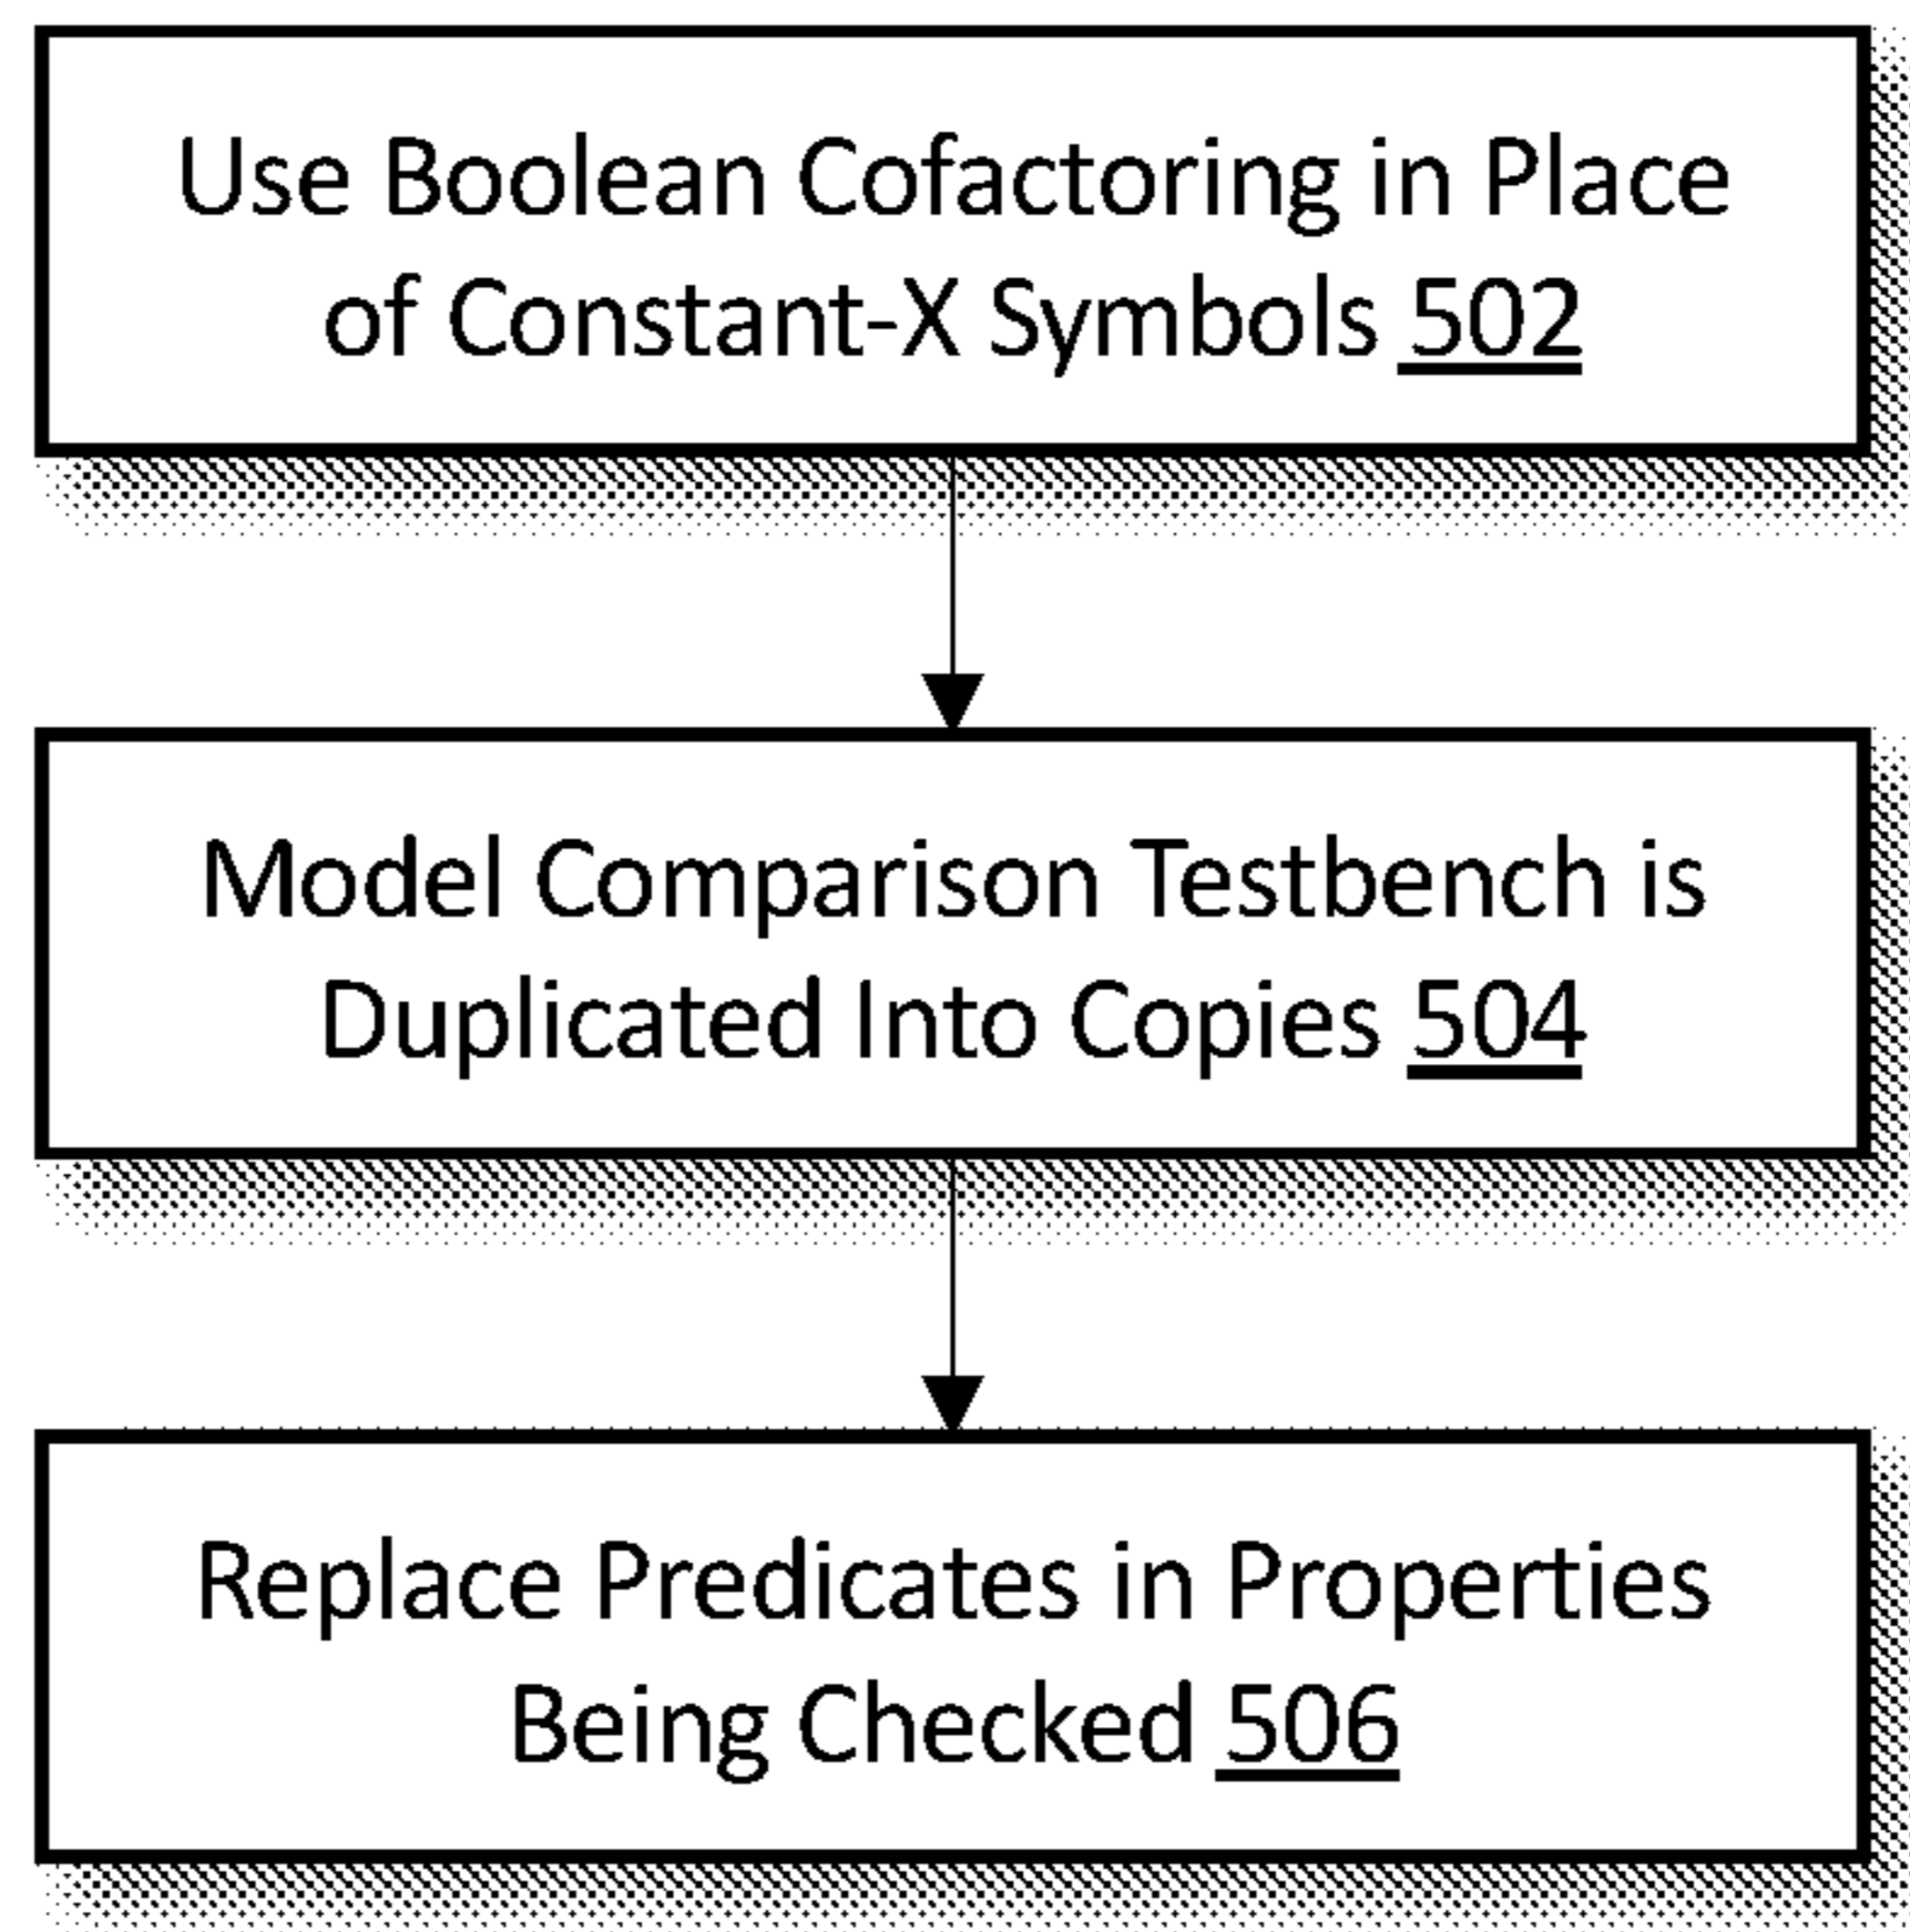 Use Boolean Cofactoring in Place
of Constant-X Symbols 502
Model Comparison Testbench is
Duplicated Into Copies 504
Replace Predicates in Properties
Being Checked 506